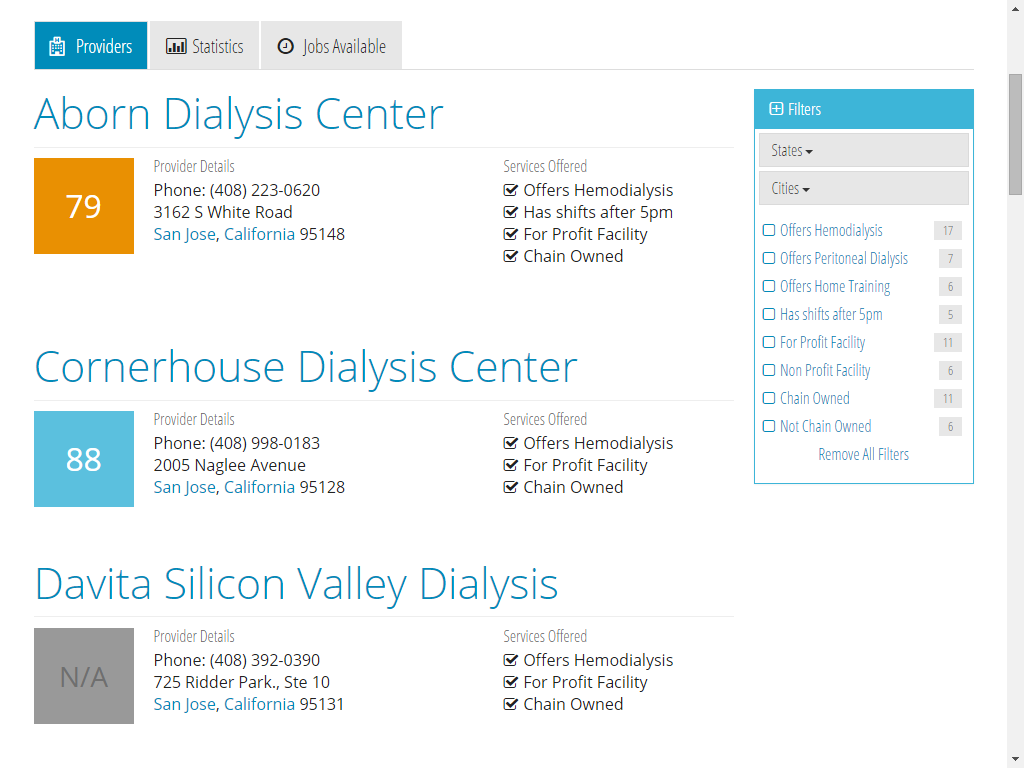 Providers
Statistics
Jobs Available
Aborn Dialysis Center
79
Provider Details
Phone: (408) 223-0620
3162 S White Road
San Jose, California 95148
Services Offered
Offers Hemodialysis
Has shifts after 5pm
For Profit Facility
Chain Owned
Cornerhouse Dialysis Center
88
Provider Details
Phone: (408) 998-0183
2005 Naglee Avenue
San Jose, California 95128
Services Offered
Offers Hemodialysis
For Profit Facility
Chain Owned
Davita Silicon Valley Dialysis
N/A
Provider Details
Phone: (408) 392-0390
725 Ridder Park., Ste 10
San Jose, California 95131
Services Offered
Offers Hemodialysis
For Profit Facility
Chain Owned
Filters
States
Cities
Offers Hemodialysis 17
Offers Peritoneal Dialysis 7
Offers Home Training 6
Has shifts after 5pm 5
For Profit Facility 11
Non Profit Facility 6
Chain Owned 11
Not Chain Owned 6
Remove All Filters